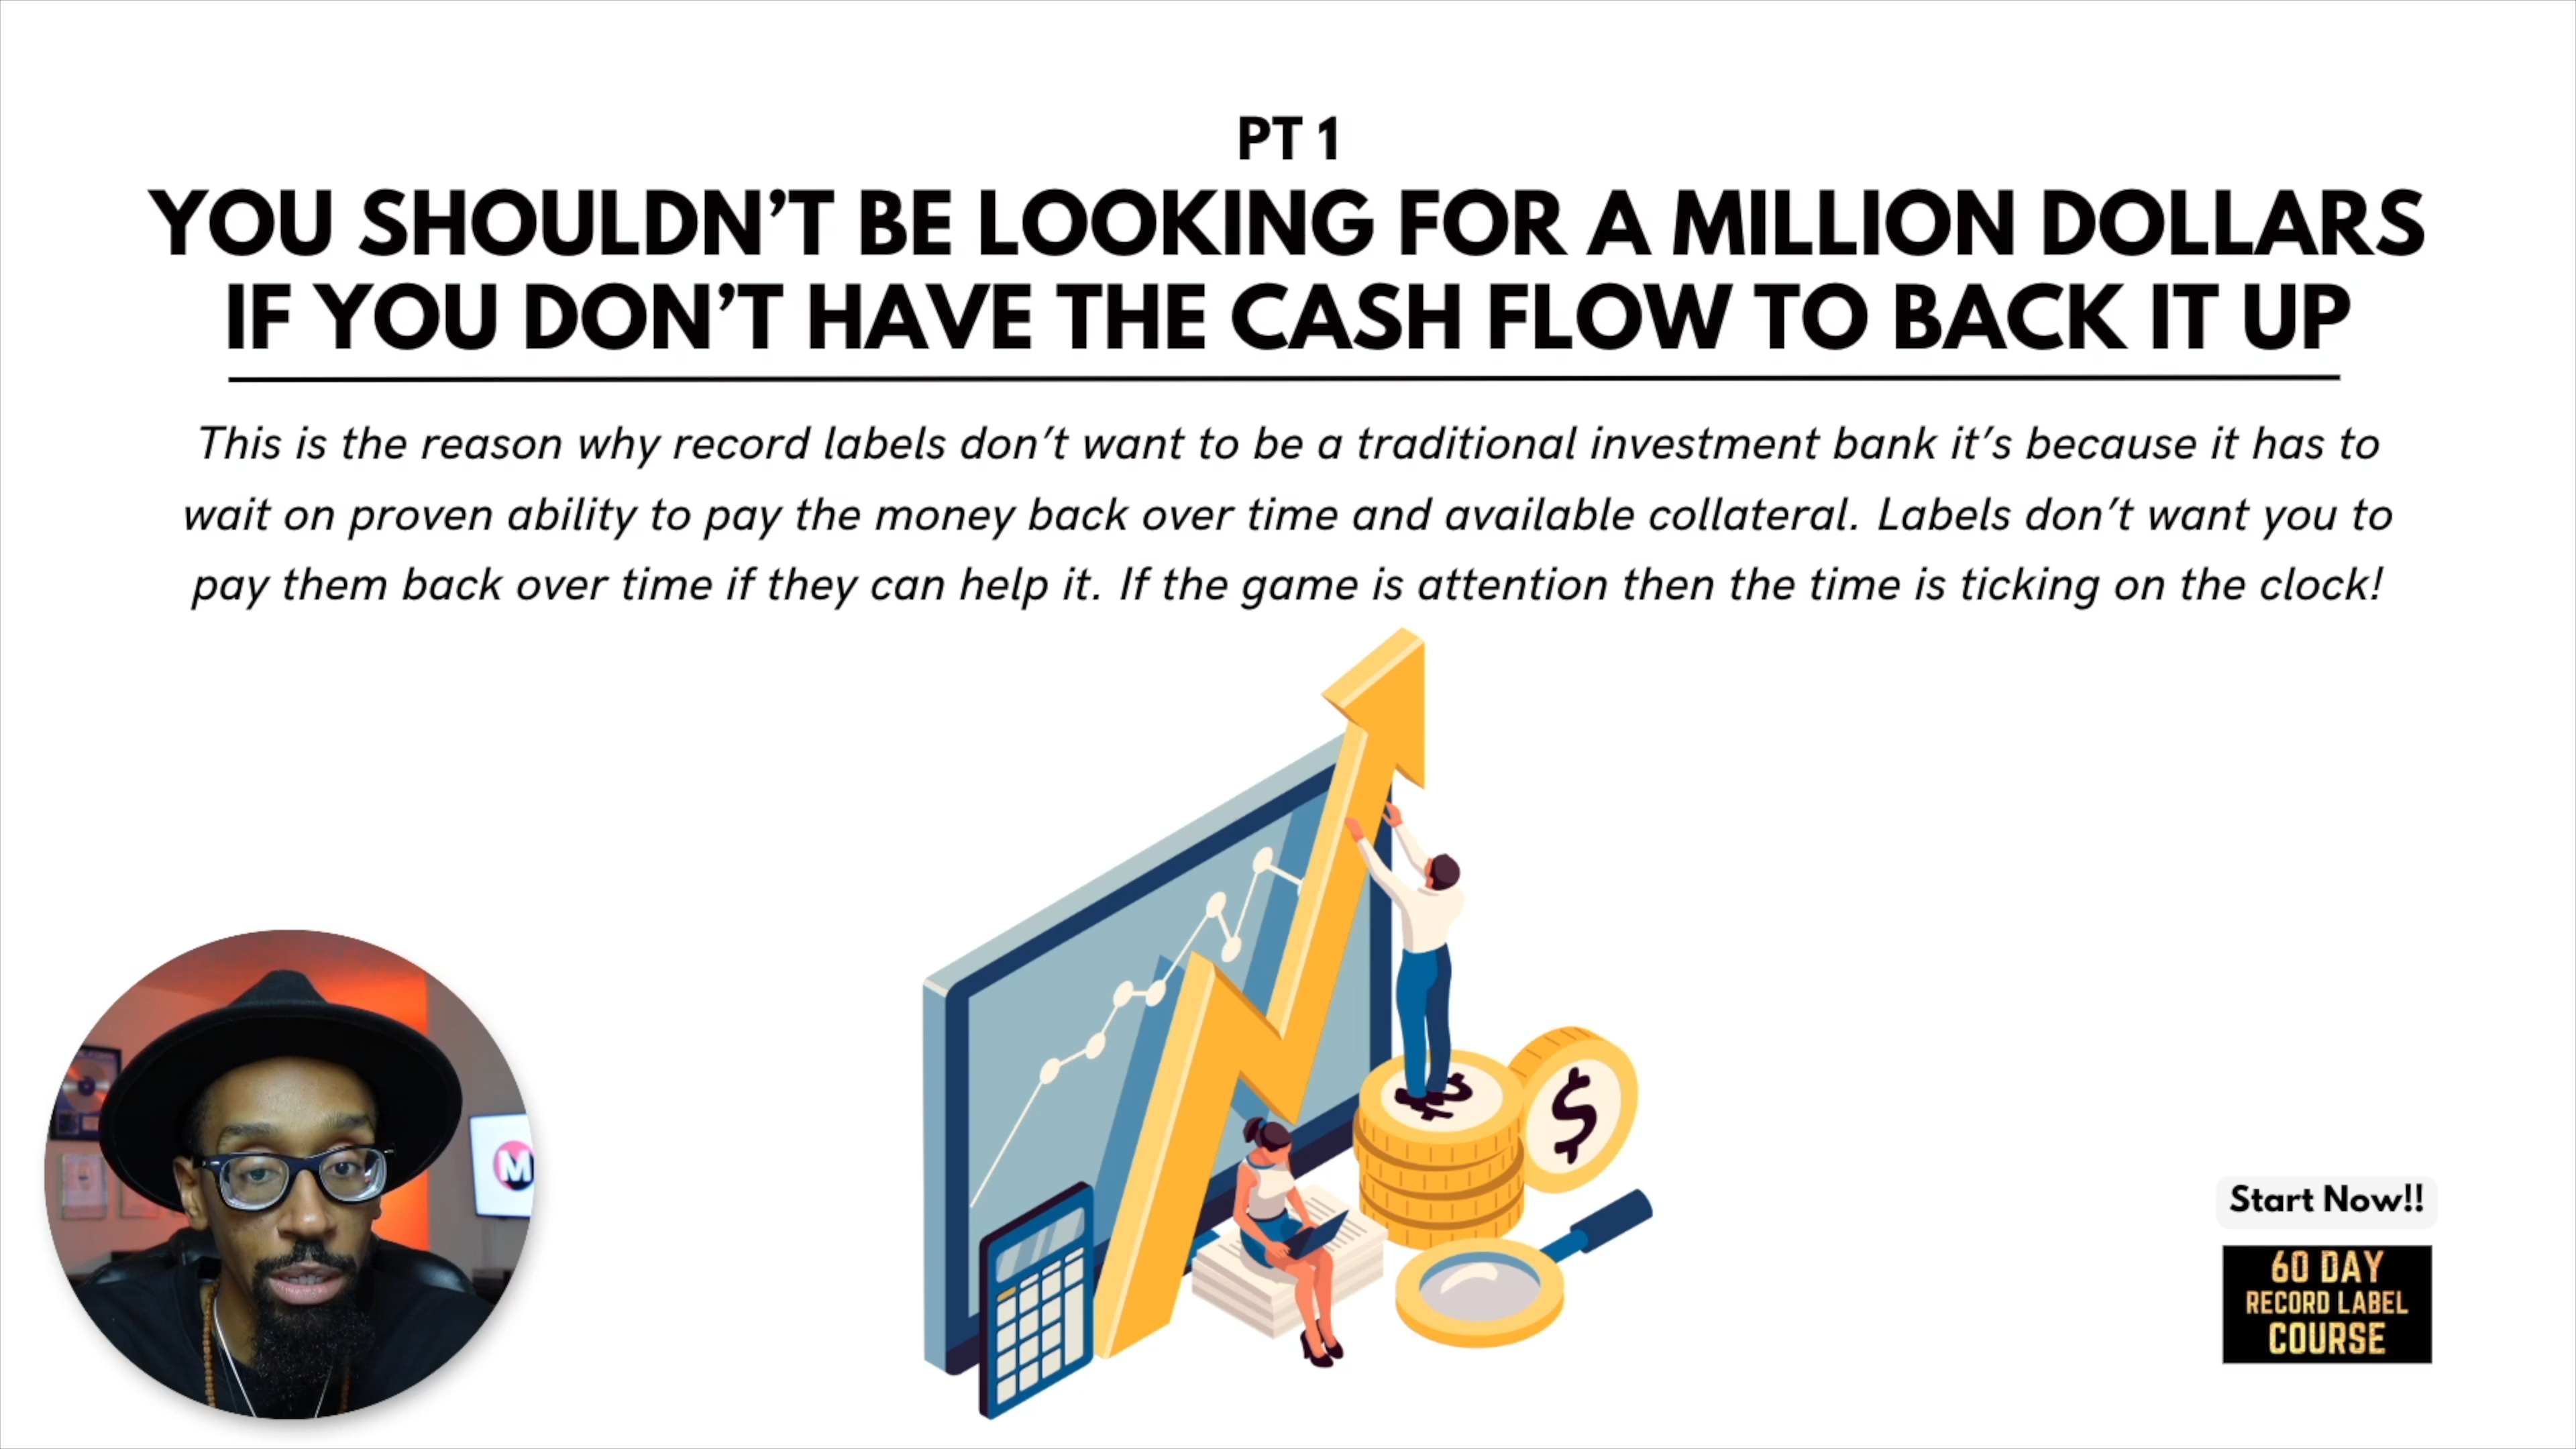 PT 1
YOU SHOULDN’T BE LOOKING FOR A MILLION DOLLARS
IF YOU DON’T HAVE THE CASH FLOW TO BACK IT UP
This is the reason why record labels don’t want to be a traditional investment bank it’s because it has to
wait on proven ability to pay the money back over time and available collateral. Labels don’t want you to
pay them back over time if they can help it. If the game is attention then the time is ticking on the clock!
$
M
Start Now!!
60 DAY
RECORD LABEL
COURSE